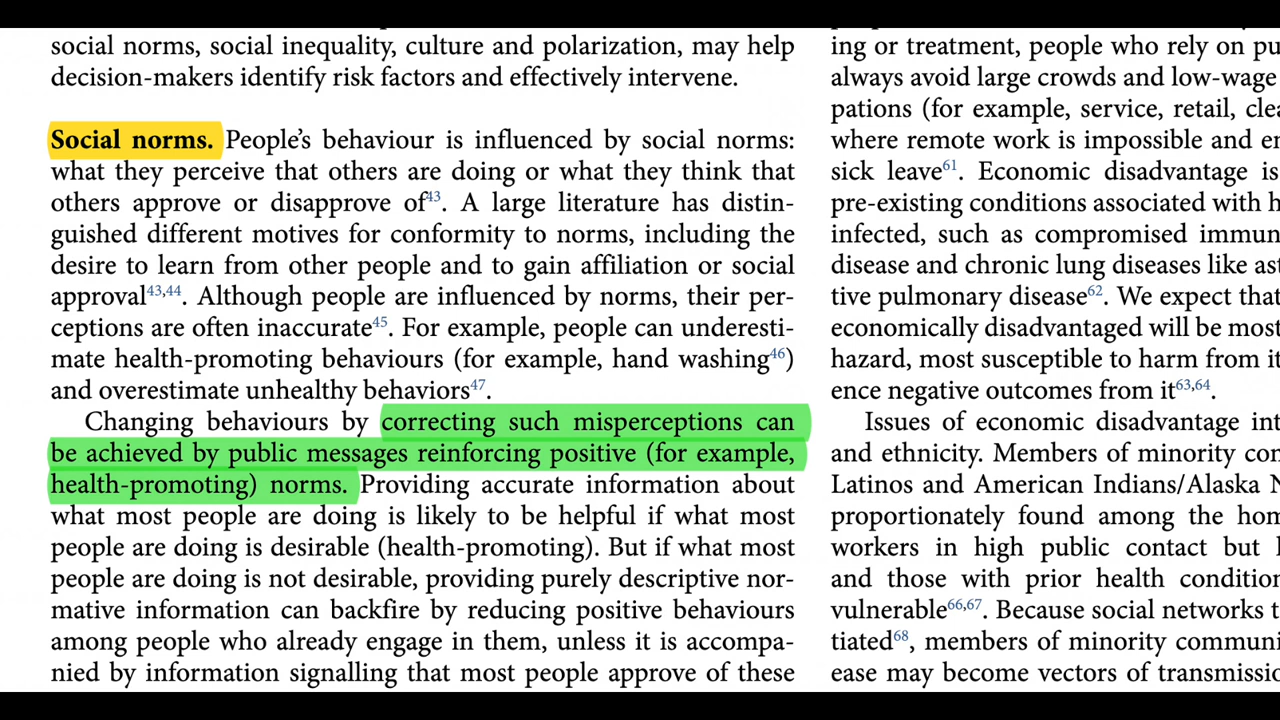 social norms, social inequality, culture and polarization, may help
decision-makers identify risk factors and effectively intervene.
Social norms. People’s behaviour is influenced by social norms:
what they perceive that others are doing or what they think that
others approve or disapprove of43. A large literature has distin-
guished different motives for conformity to norms, including the
desire to learn from other people and to gain affiliation or social
approval43,44. Although people are influenced by norms, their per-
ceptions are often inaccurate45. For example, people can underesti-
mate health-promoting behaviours (for example, hand washing46)
and overestimate unhealthy behaviors47.
Changing behaviours by correcting such misperceptions can
be achieved by public messages reinforcing positive (for example,
health-promoting) norms. Providing accurate information about
what most people are doing is likely to be helpful if what most
people are doing is desirable (health-promoting). But if what most
people are doing is not desirable, providing purely descriptive nor-
mative information can backfire by reducing positive behaviours
among people who already engage in them, unless it is accompa-
nied by information signalling that most people approve of these
ing or treatment, people who rely on pu
always avoid large crowds and low-wage
pations (for example, service, retail, clea
where remote work is impossible and em
sick leave61. Economic disadvantage is
pre-existing conditions associated with h
infected, such as compromised immun
disease and chronic lung diseases like ast
tive pulmonary disease62. We expect that
economically disadvantaged will be most
hazard, most susceptible to harm from it
ence negative outcomes from it63,64.
Issues of economic disadvantage int
and ethnicity. Members of minority con
Latinos and American Indians/Alaska N
proportionately found among the hom
workers in high public contact but l
and those with prior health condition
vulnerable66,67. Because social networks t
tiated68, members of minority communi
ease may become vectors of transmissio